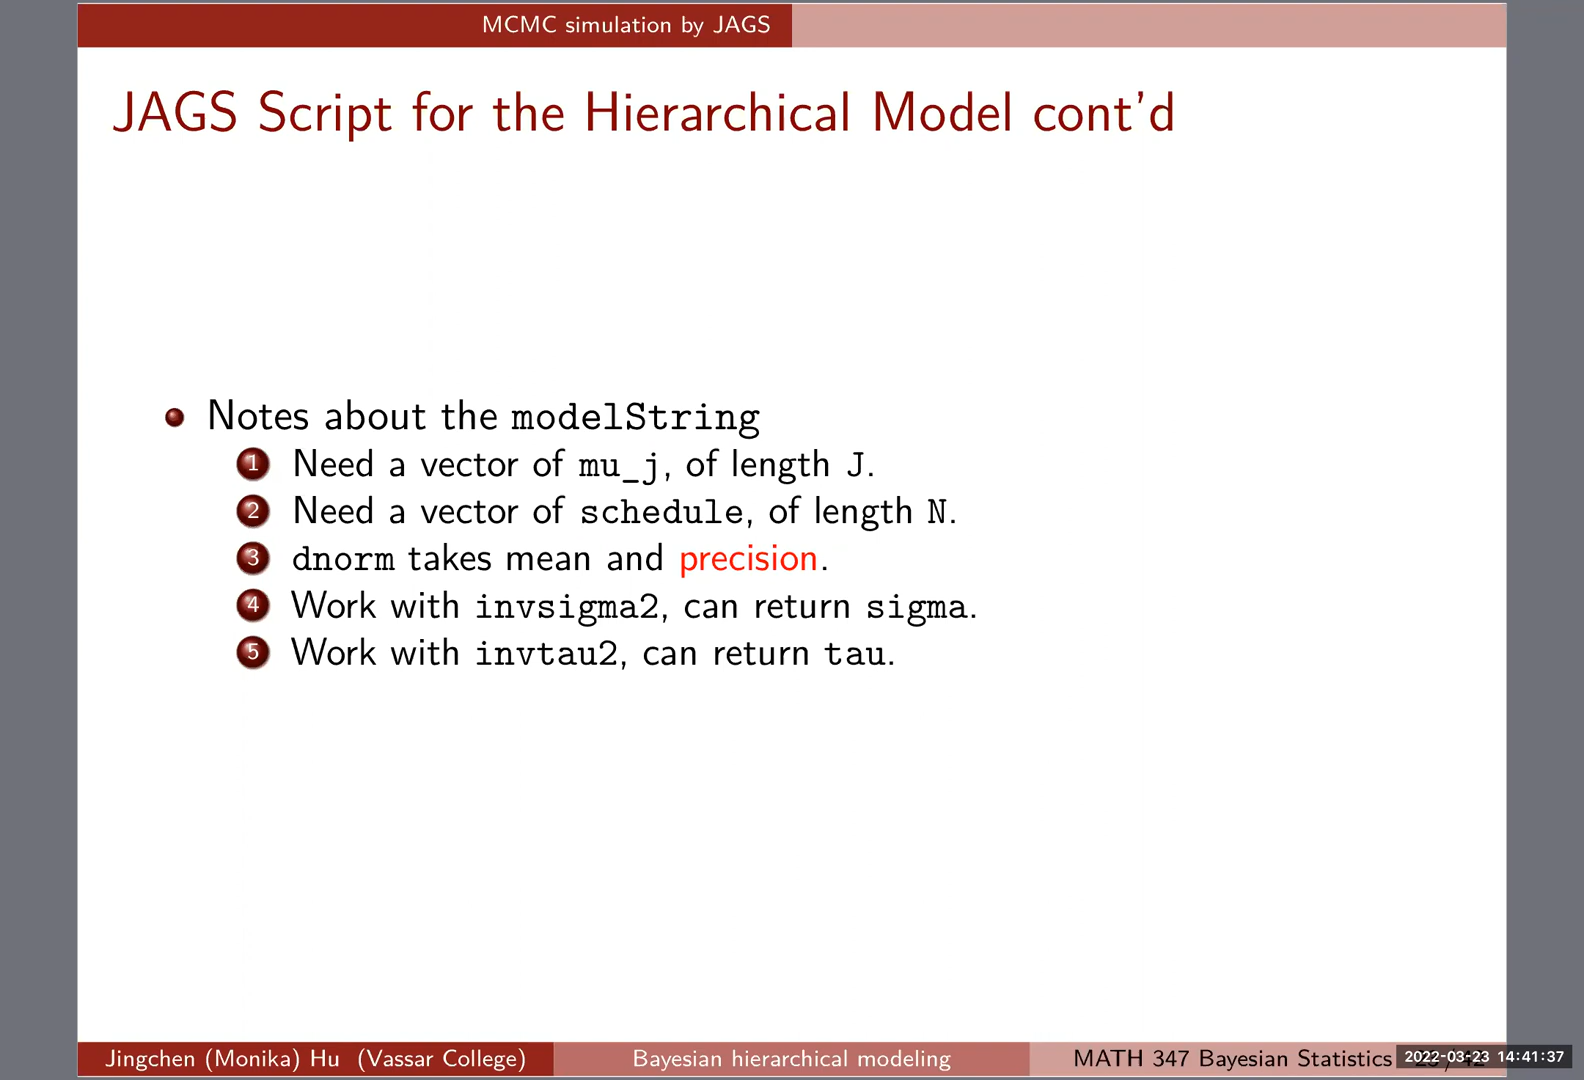 MCMC simulation by JAGS
JAGS Script for the Hierarchical Model cont'd
Notes about the modelString
1 Need a vector of mu_j, of length J.
2 Need a vector of schedule, of length N.
3 dnorm takes mean and precision.
4 Work with invsigma2, can return sigma.
5 Work with invtau2, can return tau.
Jingchen (Monika) Hu (Vassar College) Bayesian hierarchical modeling MATH 347 Bayesian Statistics
2022-03-23 14:41:37